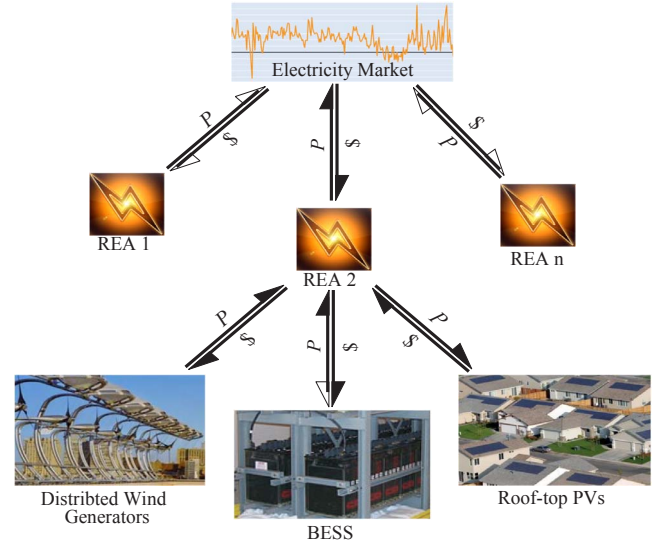 Electricity Market
P
$
P
$
$
P
REA 1
REA 2
REA n
P
$
P
$
P
$
Distribted Wind
Generators
BESS
Roof-top PVs